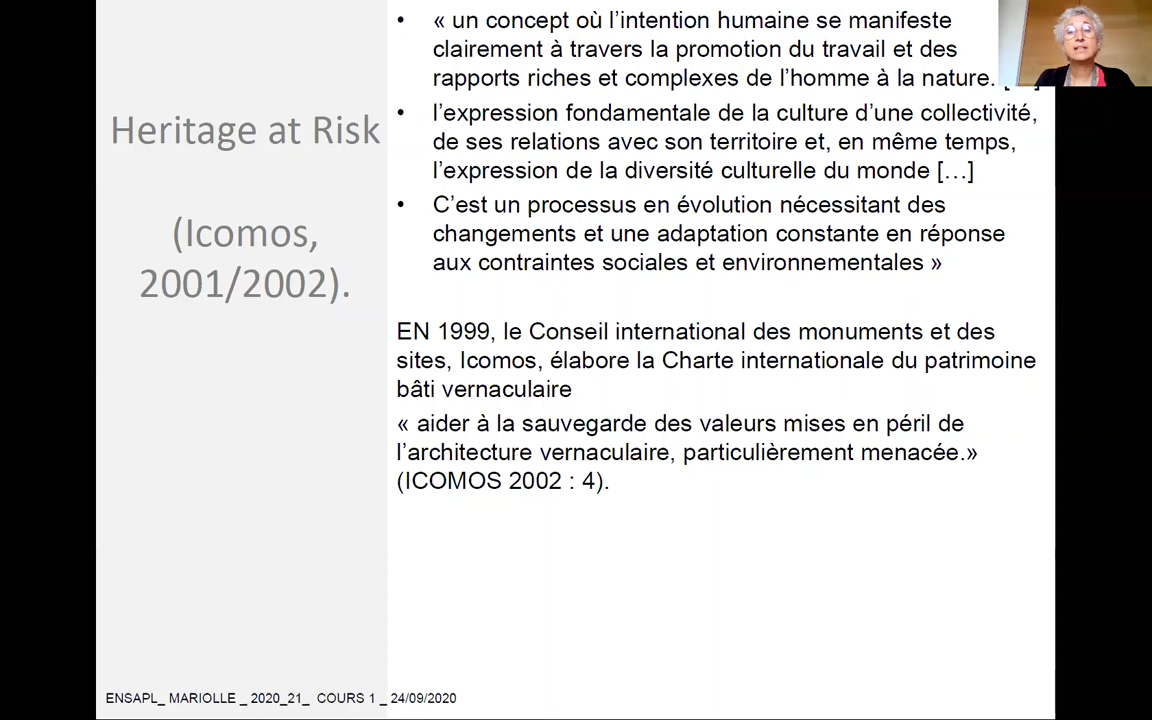 Heritage at Risk
(Icomos,
2001/2002).
• « un concept où l’intention humaine se manifeste
clairement à travers la promotion du travail et des
rapports riches et complexes de l’homme à la nature.
• l’expression fondamentale de la culture d’une collectivité,
de ses relations avec son territoire et, en même temps,
l’expression de la diversité culturelle du monde […]
• C’est un processus en évolution nécessitant des
changements et une adaptation constante en réponse
aux contraintes sociales et environnementales »
EN 1999, le Conseil international des monuments et des
sites, Icomos, élabore la Charte internationale du patrimoine
bâti vernaculaire
« aider à la sauvegarde des valeurs mises en péril de
l’architecture vernaculaire, particulièrement menacée.»
(ICOMOS 2002 : 4).
ENSAPL_ MARIOLLE _ 2020_21_ COURS 1 _ 24/09/2020